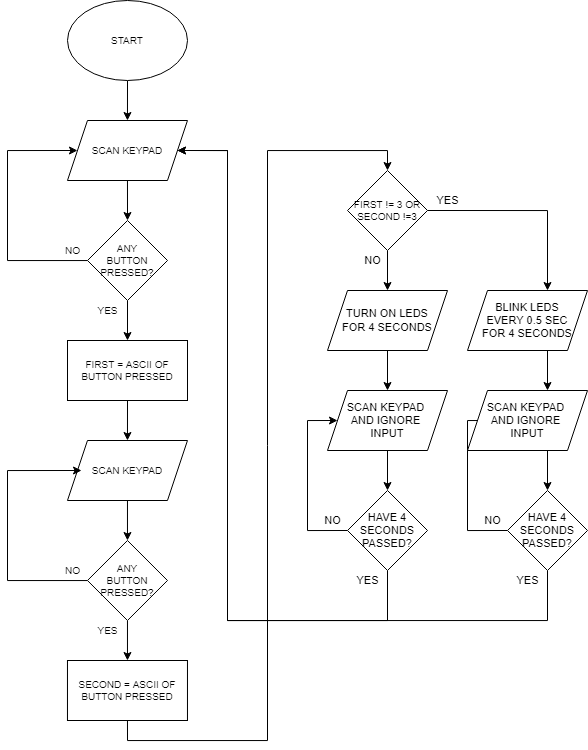 START
SCAN KEYPAD
NO
ANY
BUTTON
PRESSED?
YES
FIRST = ASCII OF
BUTTON PRESSED
SCAN KEYPAD
NO
ANY
BUTTON
PRESSED?
YES
SECOND = ASCII OF
BUTTON PRESSED
FIRST != 3 OR
SECOND !=3
YES
NO
TURN ON LEDS
FOR 4 SECONDS
SCAN KEYPAD
AND IGNORE
INPUT
NO
HAVE 4
SECONDS
PASSED?
YES
BLINK LEDS
EVERY 0.5 SEC
FOR 4 SECONDS
SCAN KEYPAD
AND IGNORE
INPUT
NO
HAVE 4
SECONDS
PASSED?
YES